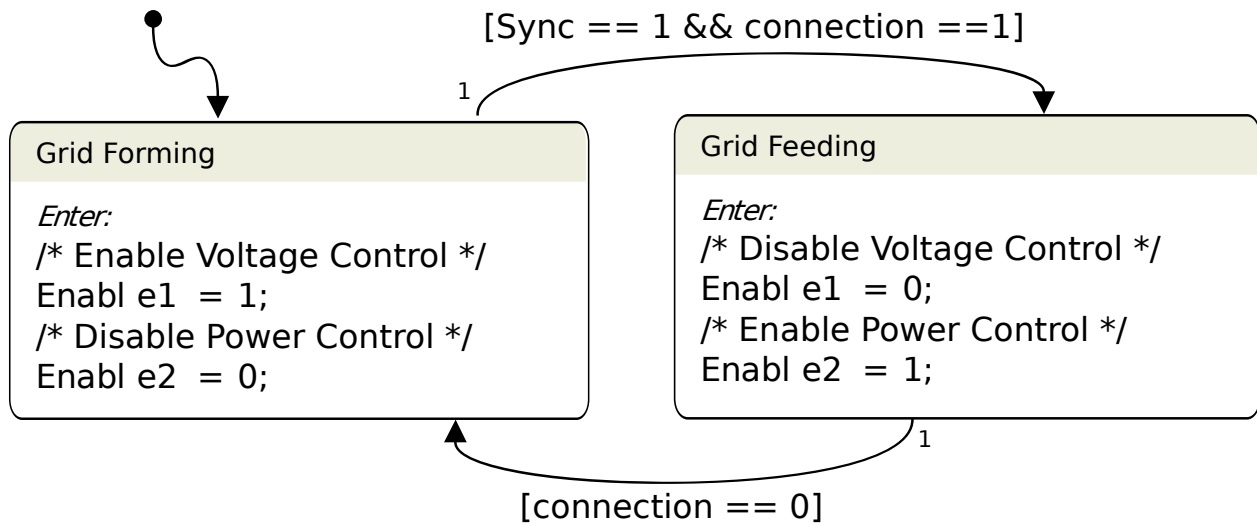 [Sync == 1 && connection ==1]
1
Grid Forming
Enter:
/* Enable Voltage Control */
Enabl e1 = 1;
/* Disable Power Control */
Enabl e2 = 0;
Grid Feeding
Enter:
/* Disable Voltage Control */
Enabl e1 = 0;
/* Enable Power Control */
Enabl e2 = 1;
1
[connection == 0]